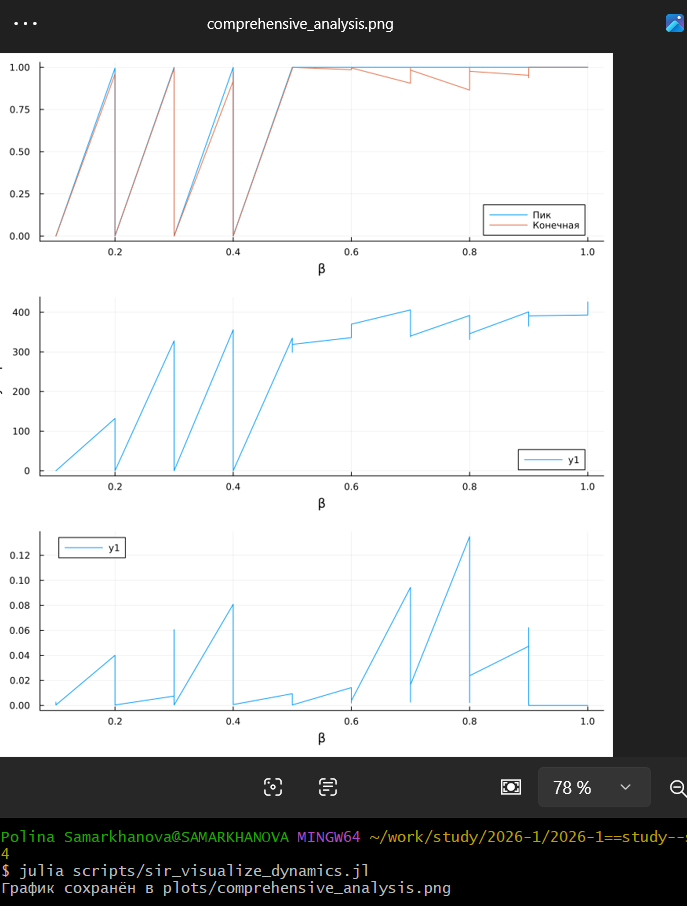 comprehensive_analysis.png
1.00
0.75
0.50
0.25
0.00
Пик
Конечная
0.2 0.4 0.6 0.8 1.0
β
400
300
200
100
0
y1
0.2 0.4 0.6 0.8 1.0
β
y1
0.12
0.10
0.08
0.06
0.04
0.02
0.00
0.2 0.4 0.6 0.8 1.0
β
78 %
Polina Samarkhanova@SAMARKHANOVA MINGW64 ~/work/study/2026-1/2026-1==study--
4
$ julia scripts/sir_visualize_dynamics.jl
График сохранён в plots/comprehensive_analysis.png